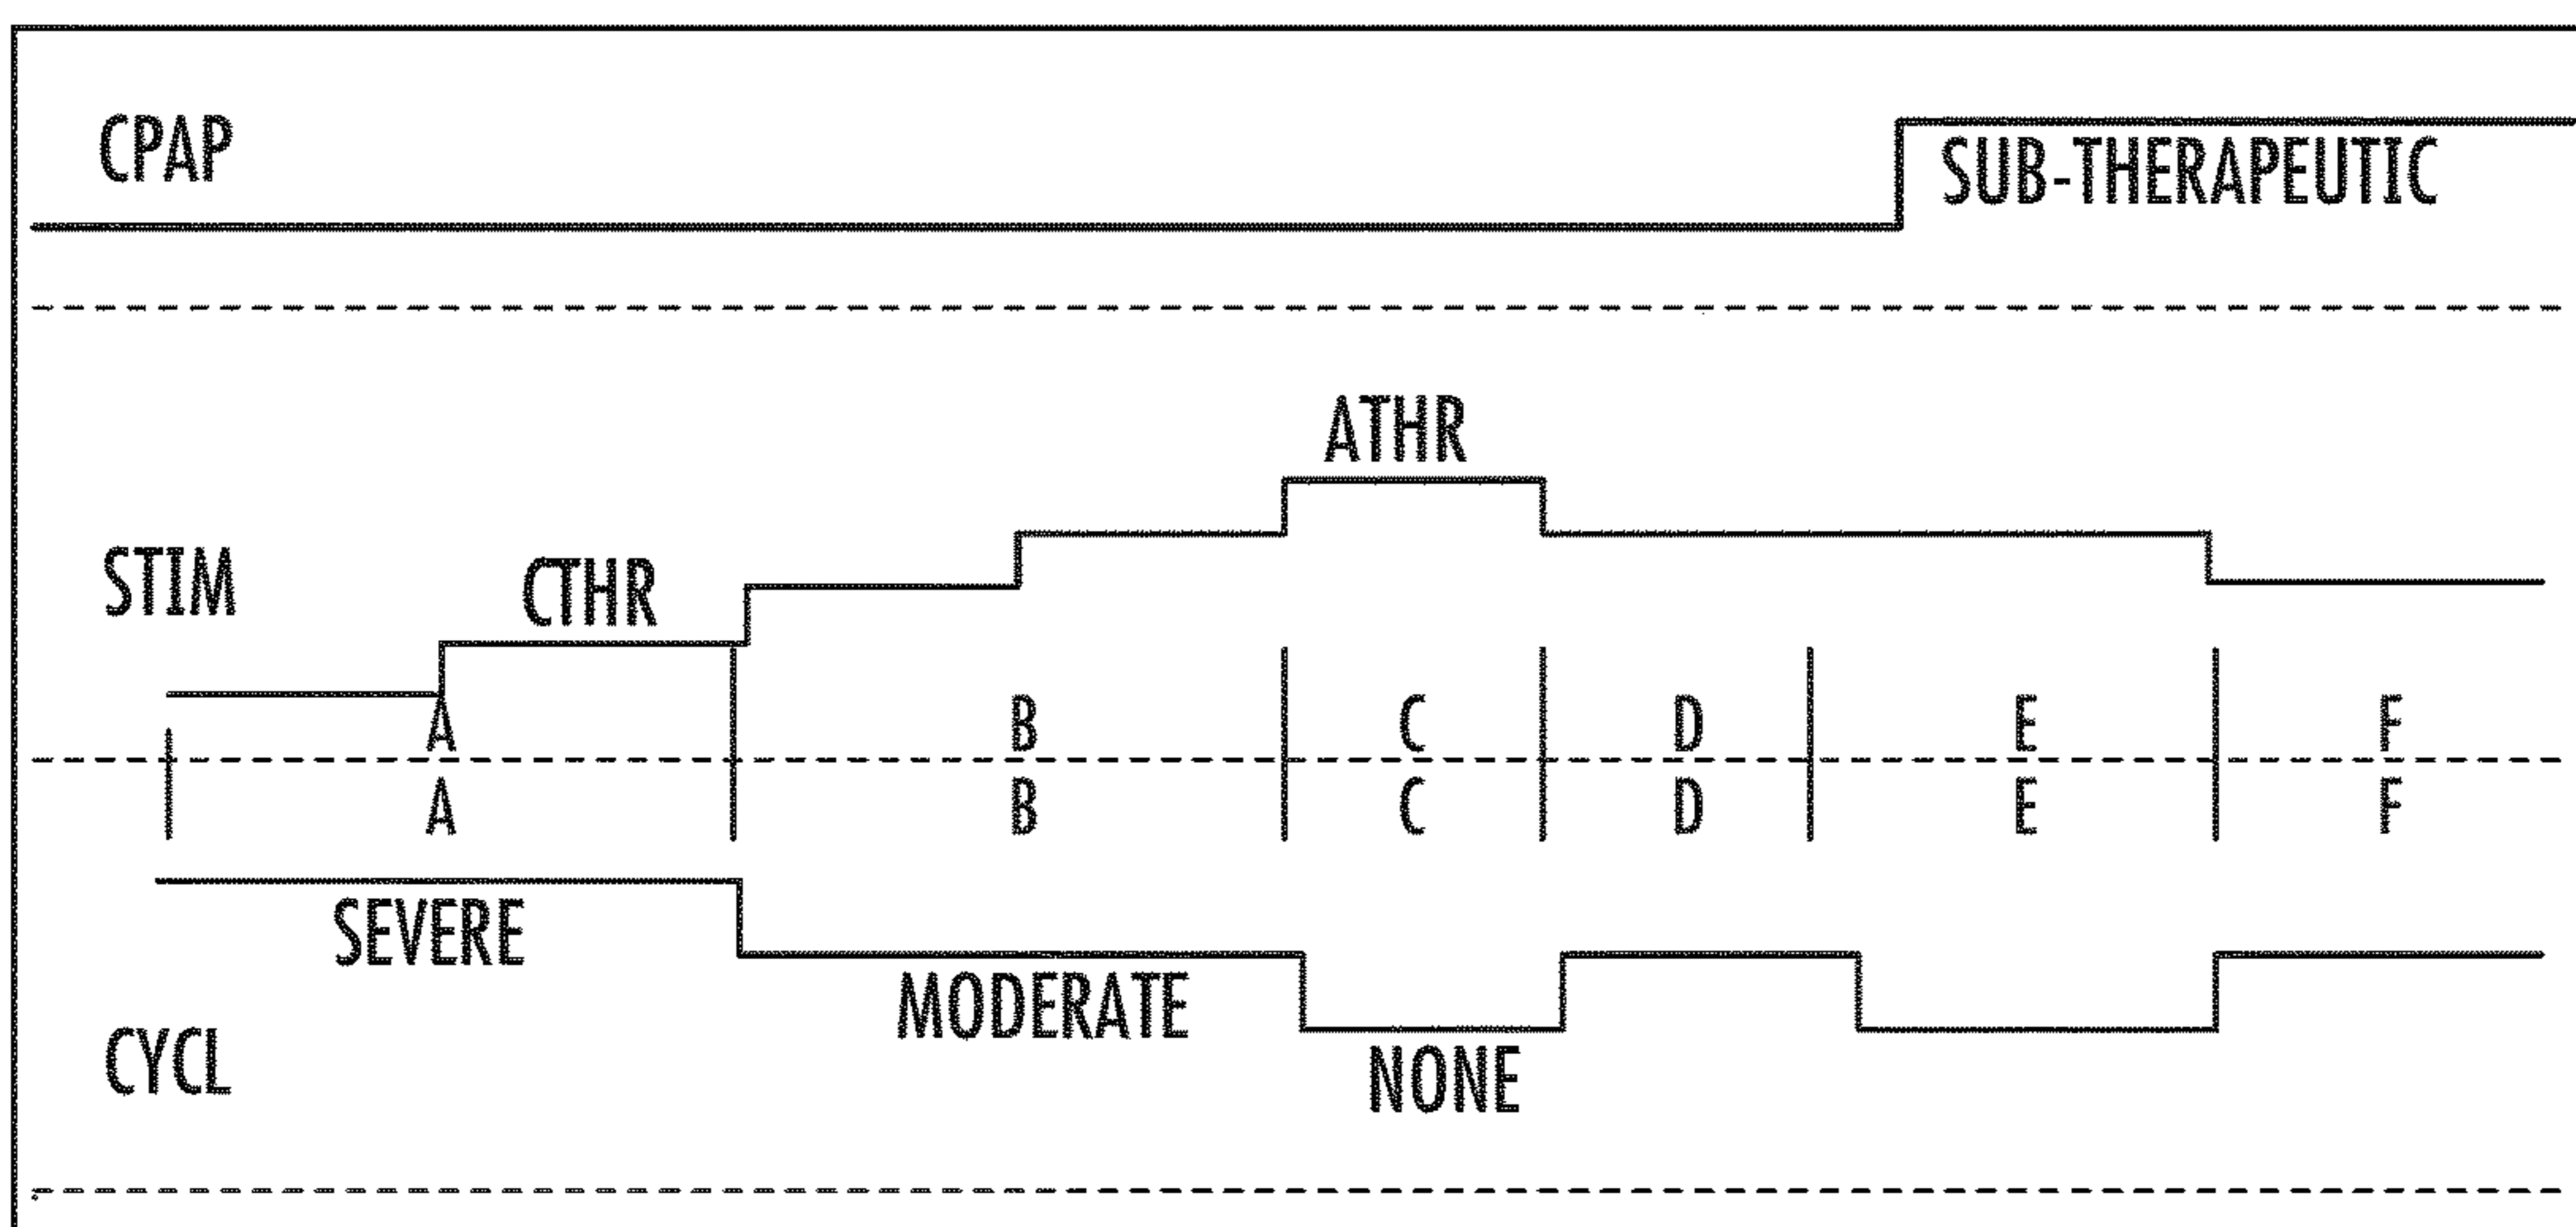 CPAP
SUB-THERAPEUTIC
ATHR
STIM
CTHR
A B C D E F
A B C D E F
SEVERE
MODERATE
CYCL
NONE